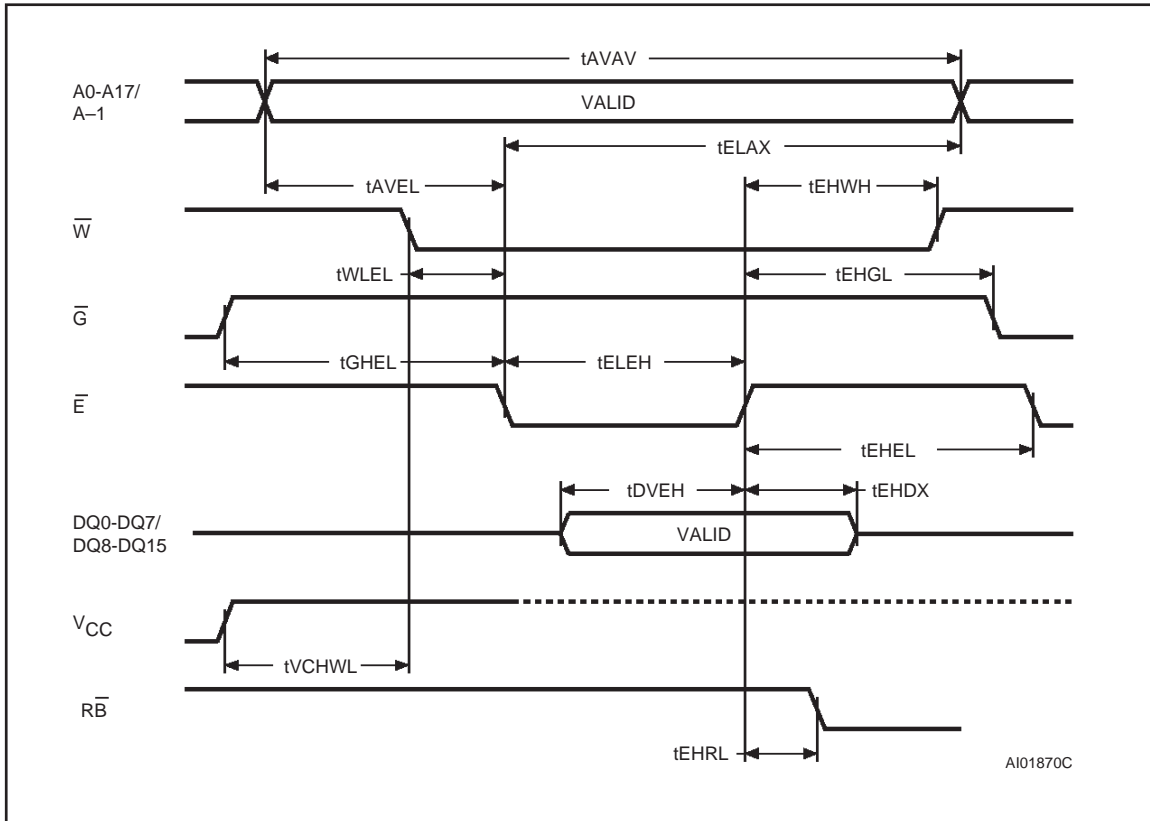 tAVAV
A0-A17/
A–1
VALID
tELAX
tAVEL
tEHWH
W̅
tWLEL
tEHGL
G̅
tGHEL
tELEH
E̅
tEHEL
tDVEH
tEHDX
DQ0-DQ7/
DQ8-DQ15
VALID
VCC
tVCHWL
RB̅
tEHRL
AI01870C